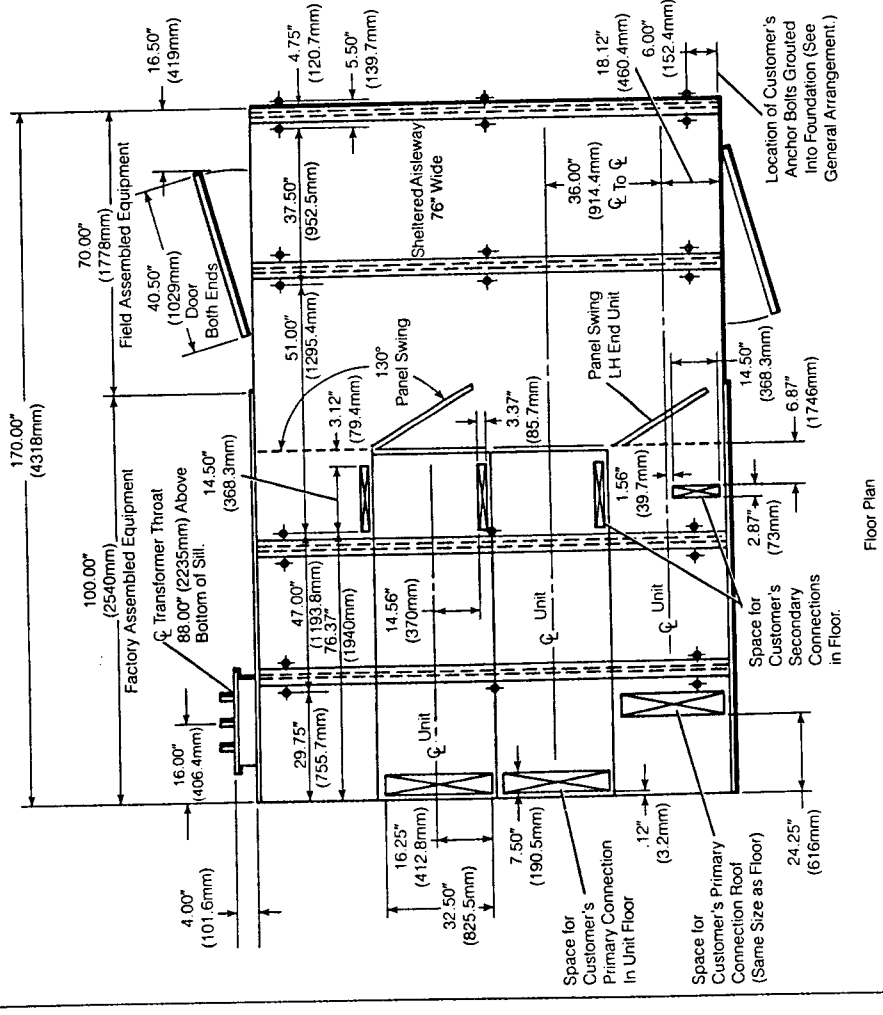 170.00"
(4318mm)
100.00"
(2540mm)
Factory Assembled Equipment
70.00"
(1778mm)
Field Assembled Equipment
16.50"
(419mm)
4.75"
(120.7mm)
5.50"
(139.7mm)
℄ Transformer Throat
88.00" (2235mm) Above
Bottom of Sill.
16.00"
(406.4mm)
4.00"
(101.6mm)
40.50"
(1029mm)
Door
Both Ends
29.75"
(755.7mm)
47.00"
(1193.8mm)
76.37"
(1940mm)
51.00"
(1295.4mm)
37.50"
(952.5mm)
14.50"
(368.3mm)
3.12"
(79.4mm)
130°
Panel Swing
Sheltered Aisleway
76" Wide
16.25"
(412.8mm)
32.50"
(825.5mm)
℄ Unit
14.56"
(370mm)
3.37"
(85.7mm)
36.00"
(914.4mm)
℄ To ℄
18.12"
(460.4mm)
6.00"
(152.4mm)
7.50"
(190.5mm)
℄ Unit
1.56"
(39.7mm)
Panel Swing
LH End Unit
.12"
(3.2mm)
℄ Unit
14.50"
(368.3mm)
6.87"
(1746mm)
2.87"
(73mm)
24.25"
(616mm)
Space for
Customer's
Primary Connection
In Unit Floor
Space for
Customer's Primary
Connection Roof
(Same Size as Floor)
Space for
Customer's
Secondary
Connections
in Floor.
Location of Customer's
Anchor Bolts Grouted
Into Foundation (See
General Arrangement.)
Floor Plan